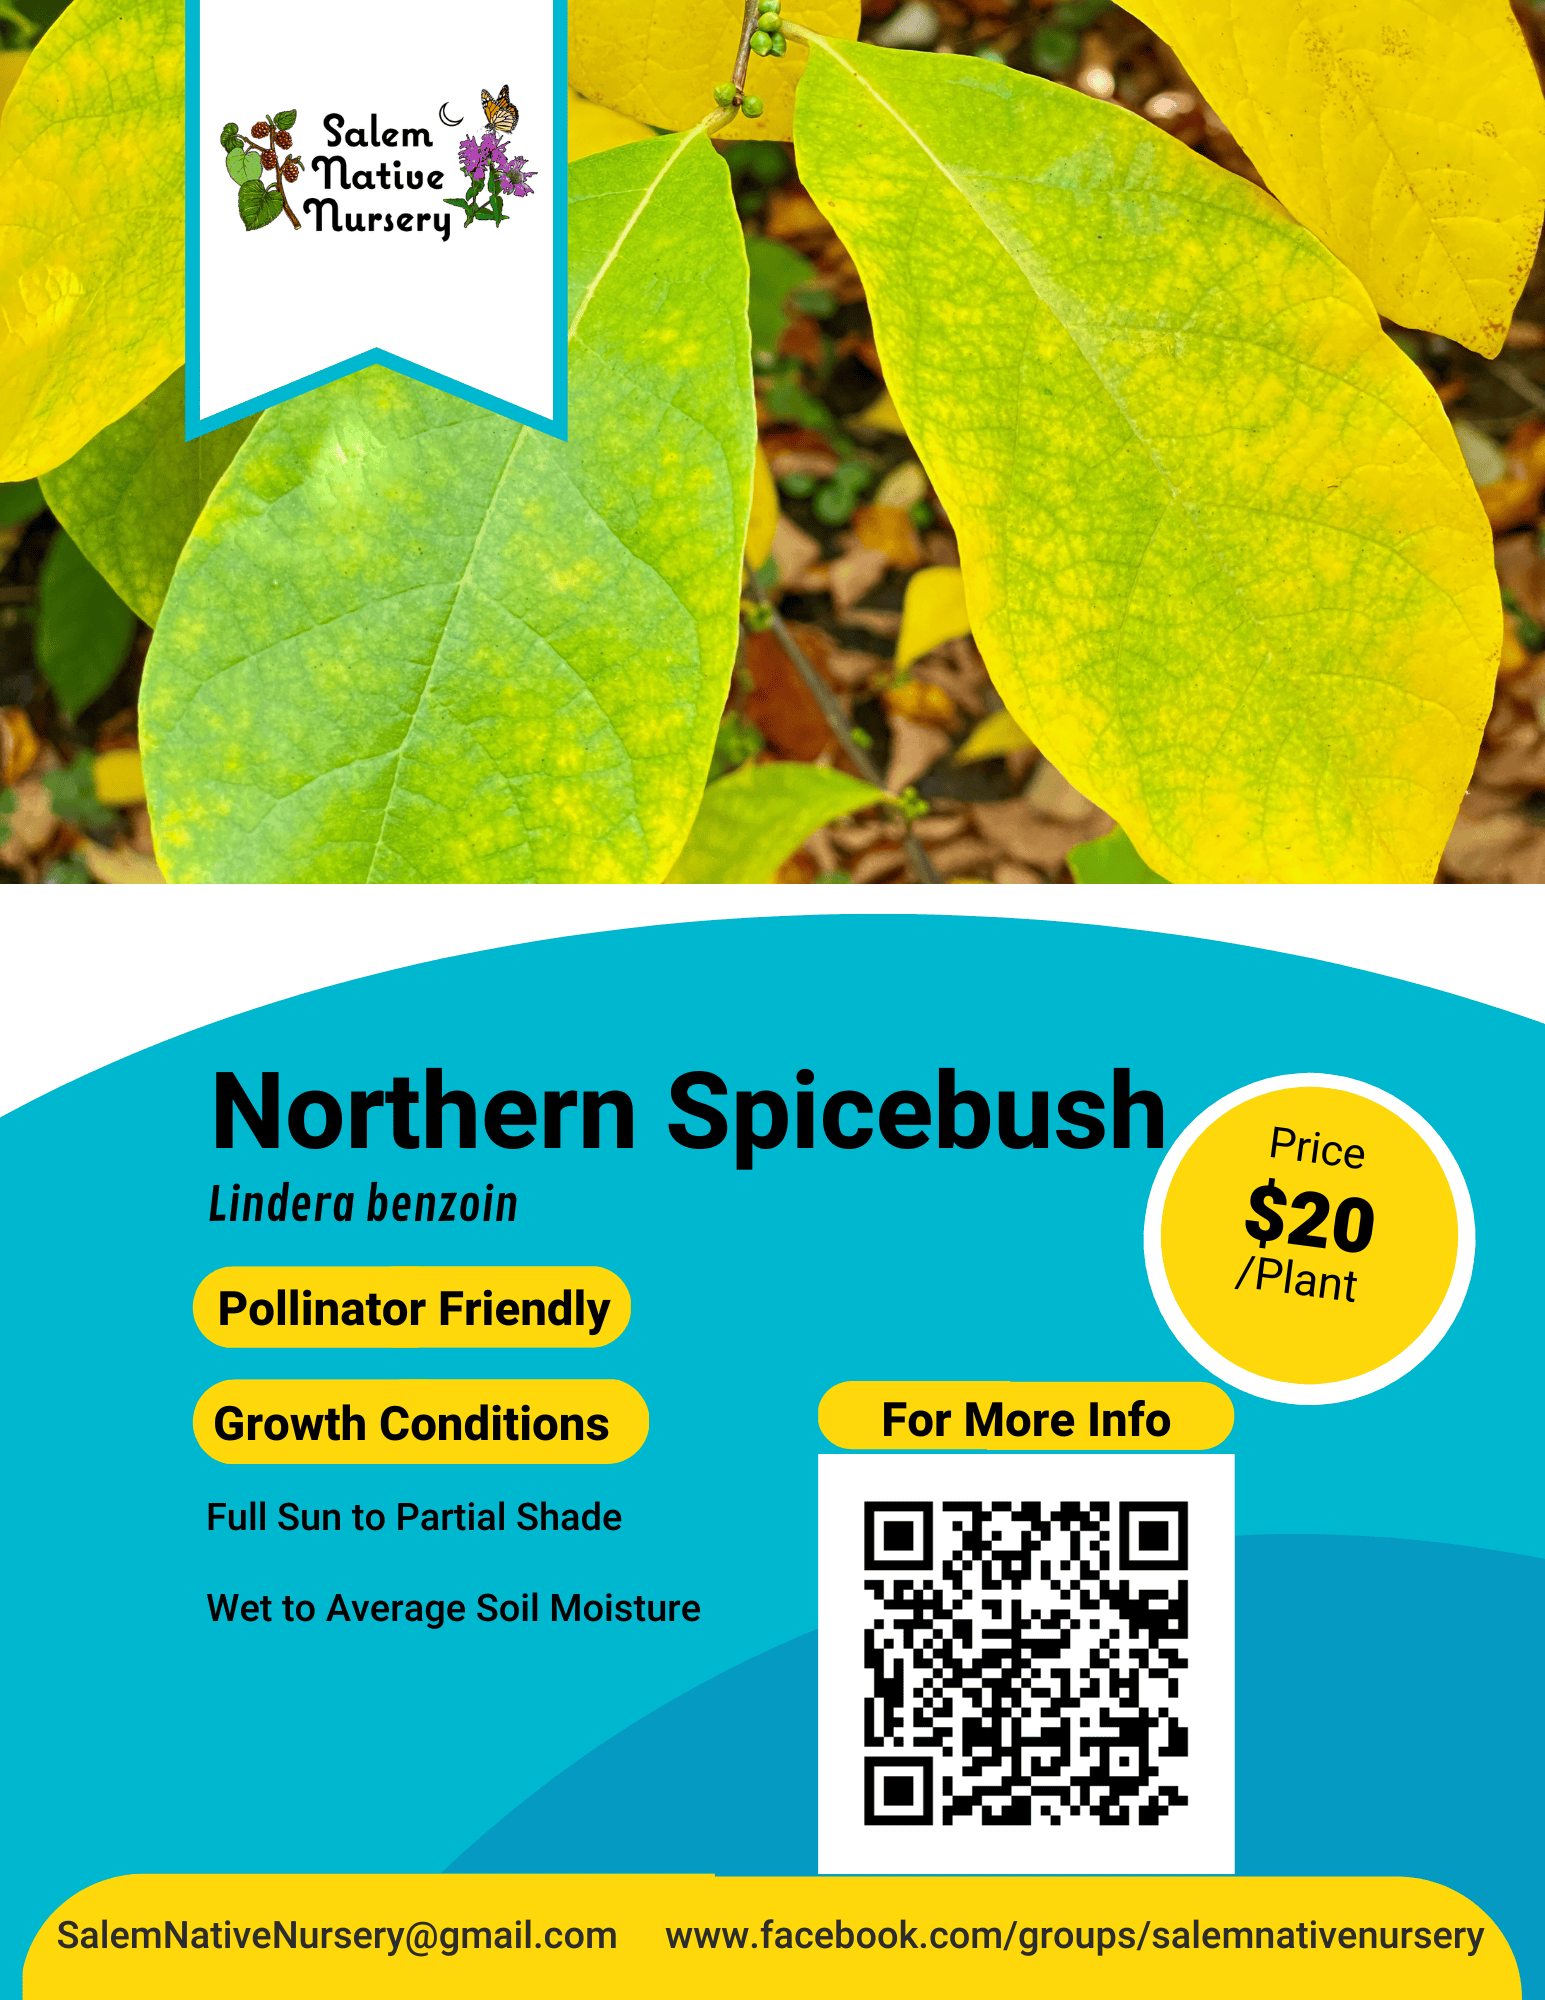 Salem
Native
Nursery
Northern Spicebush
Lindera benzoin
Price
$20
/Plant
Pollinator Friendly
Growth Conditions
For More Info
Full Sun to Partial Shade
Wet to Average Soil Moisture
SalemNativeNursery@gmail.com
www.facebook.com/groups/salemnativenursery